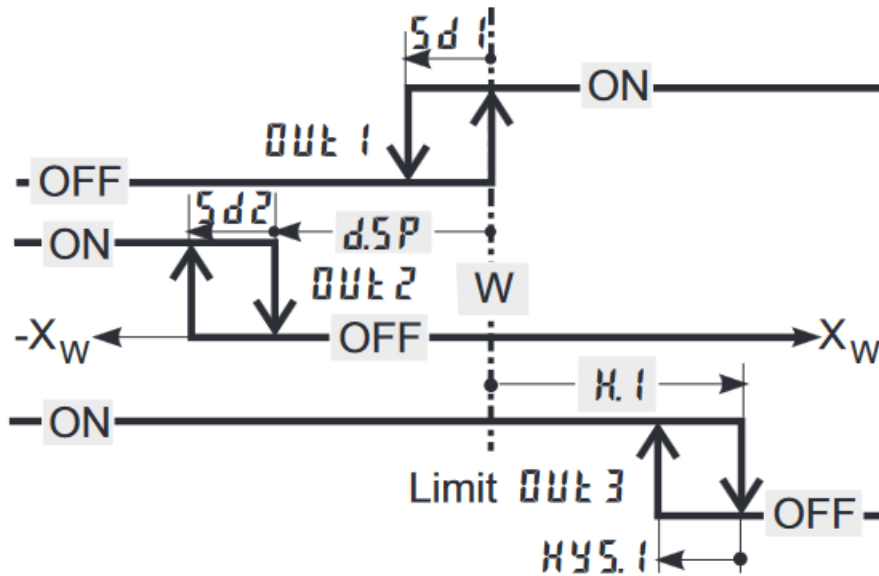 Sd1
ON
OUt1
OFF
Sd2
d.SP
ON
OUt2
W
-XW
OFF
XW
H.1
ON
Limit OUt3
OFF
HYS.1